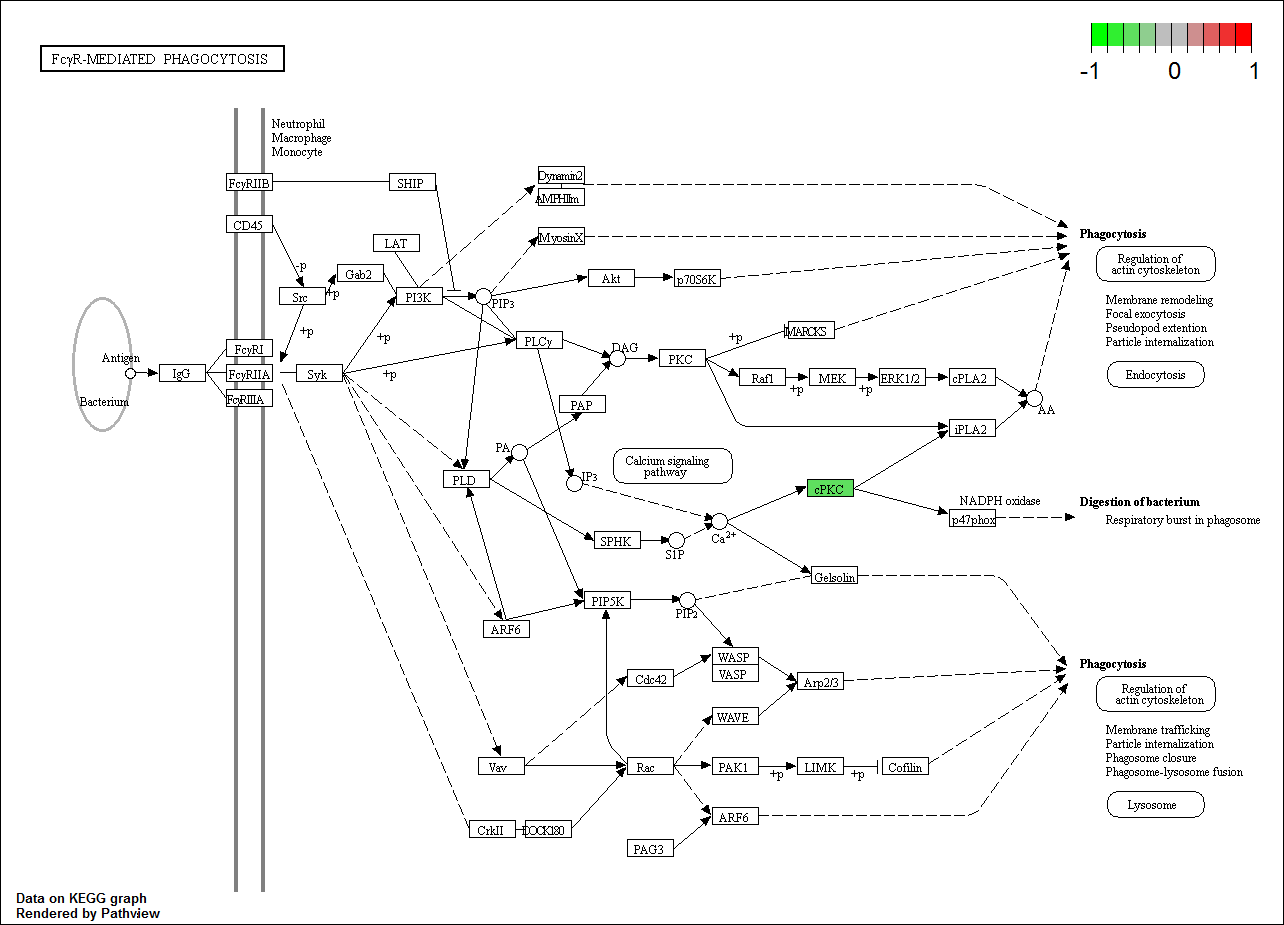 FcγR-MEDIATED PHAGOCYTOSIS
-1 0 1
Neutrophil
Macrophage
Monocyte
FcγRIIB
SHIP
Dynamin2
AMPHIIm
CD45
LAT
MyosinX
Phagocytosis
-p
Gab2
Akt
p70S6K
Regulation of
actin cytoskeleton
Src
+p
PI3K
PIP3
Membrane remodeling
Focal exocytosis
Pseudopod extention
Particle internalization
+p
+p
PLCγ
DAG
+p
MARCKS
Antigen
FcγRI
IgG
FcγRIIA
Syk
+p
PKC
Raf1
+p
MEK
+p
ERK1/2
cPLA2
Endocytosis
Bacterium
FcγRIIIA
PAP
AA
iPLA2
PA
PLD
IP3
Calcium signaling
pathway
cPKC
NADPH oxidase
p47phox
Digestion of bacterium
Respiratory burst in phagosome
SPHK
S1P
Ca2+
Gelsolin
PIP5K
PIP2
ARF6
WASP
VASP
Phagocytosis
Cdc42
Arp2/3
Regulation of
actin cytoskeleton
WAVE
Membrane trafficking
Particle internalization
Phagosome closure
Phagosome-lysosome fusion
Vav
Rac
PAK1
+p
LIMK
+p
Cofilin
Lysosome
CrkII
DOCK180
ARF6
PAG3
Data on KEGG graph
Rendered by Pathview